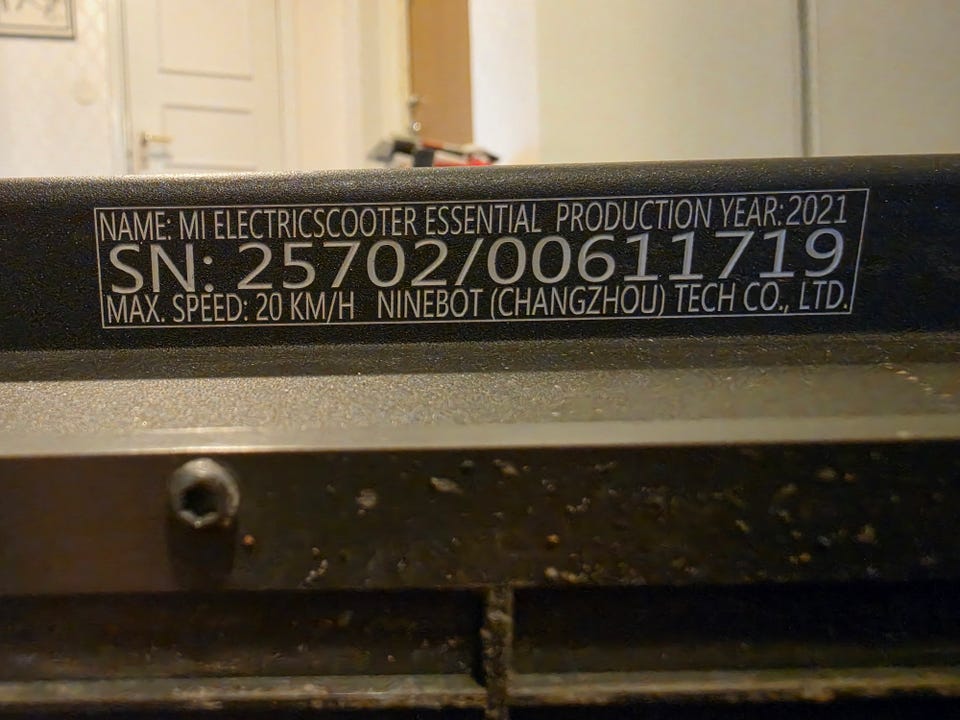 NAME: MI ELECTRICSCOOTER ESSENTIAL PRODUCTION YEAR:2021
SN: 25702/00611719
MAX. SPEED: 20 KM/H NINEBOT (CHANGZHOU) TECH CO., LTD.